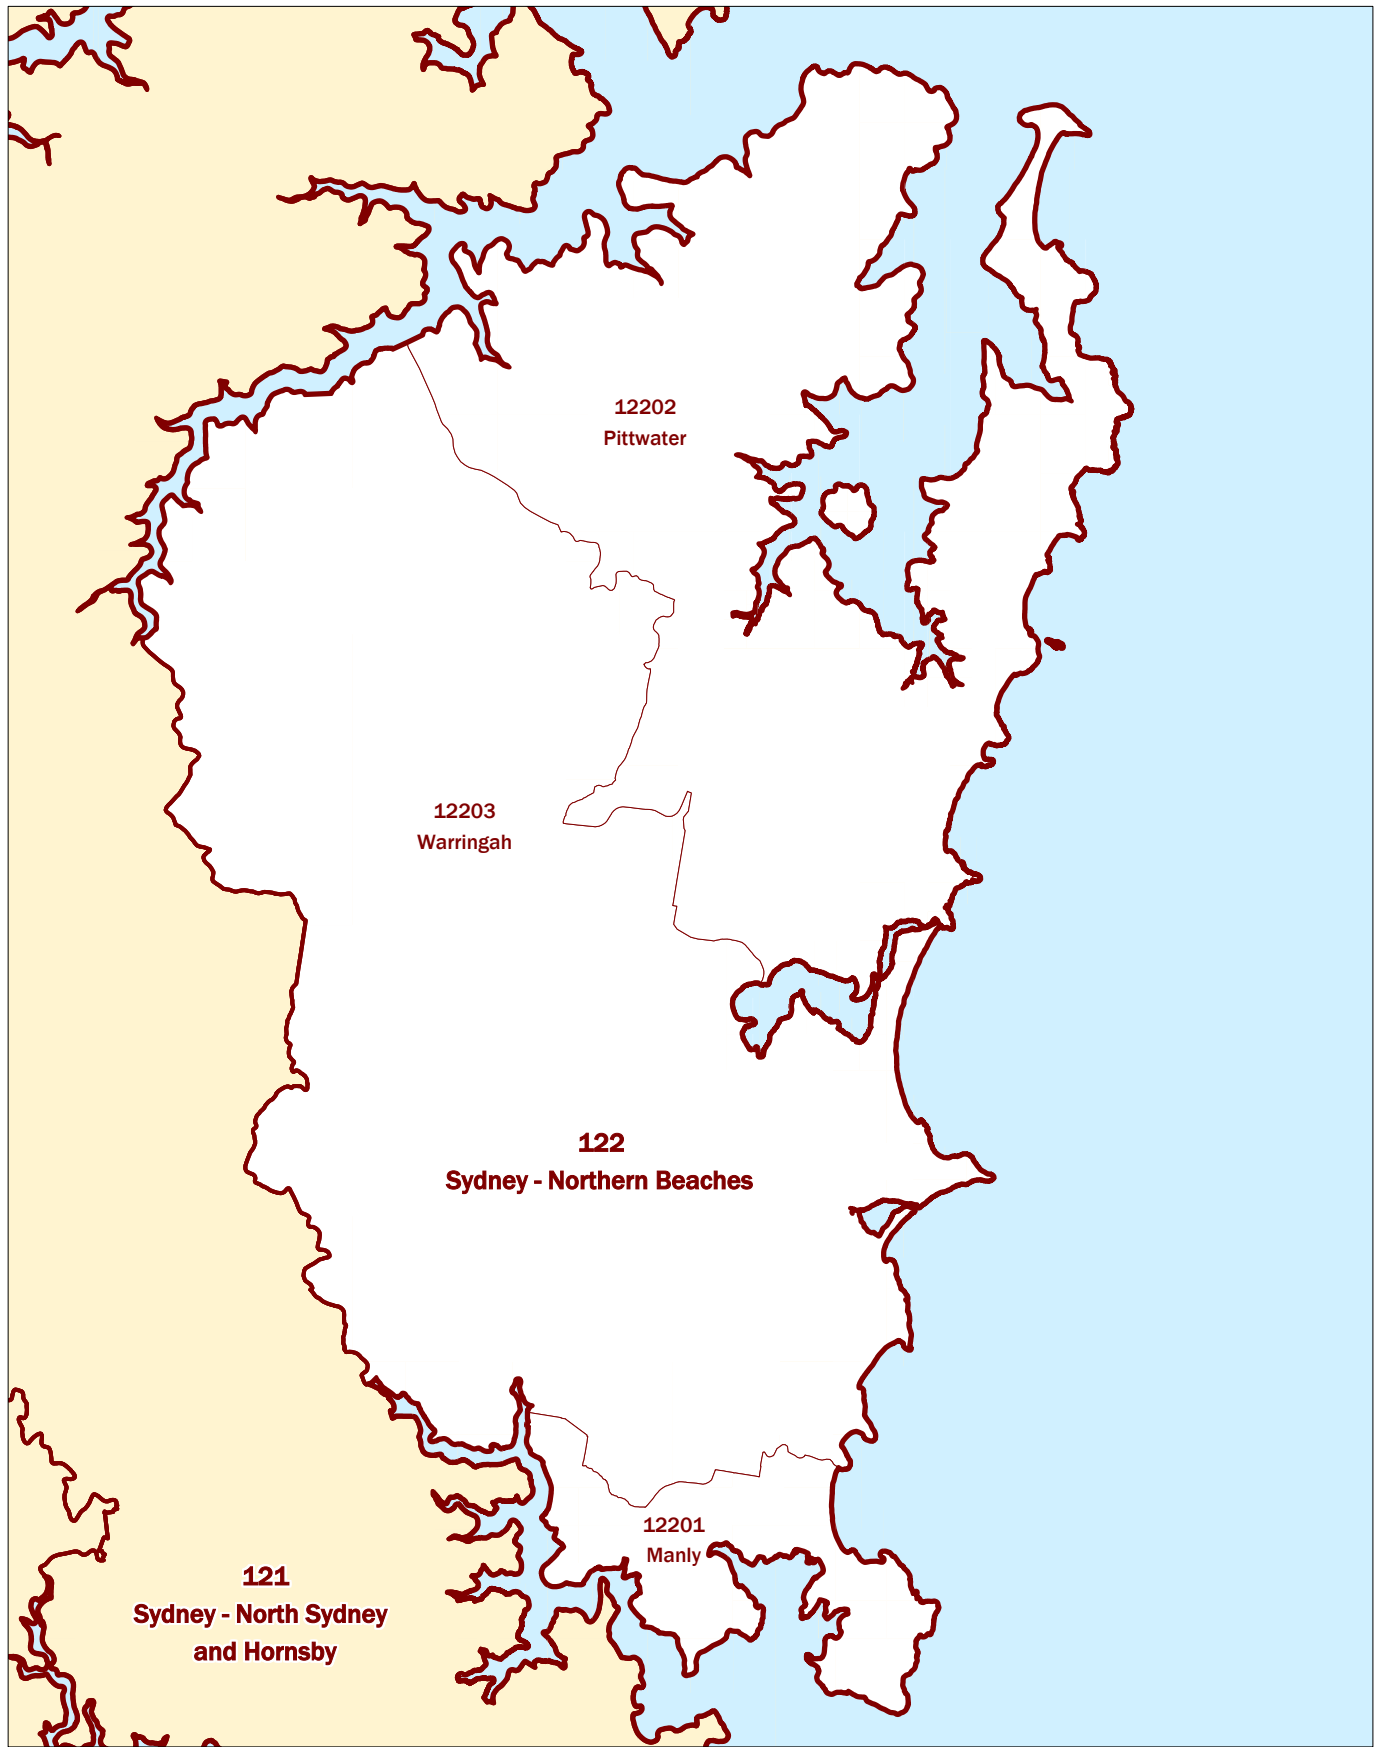 12202
Pittwater
12203
Warringah
122
Sydney - Northern Beaches
12201
Manly
121
Sydney - North Sydney
and Hornsby